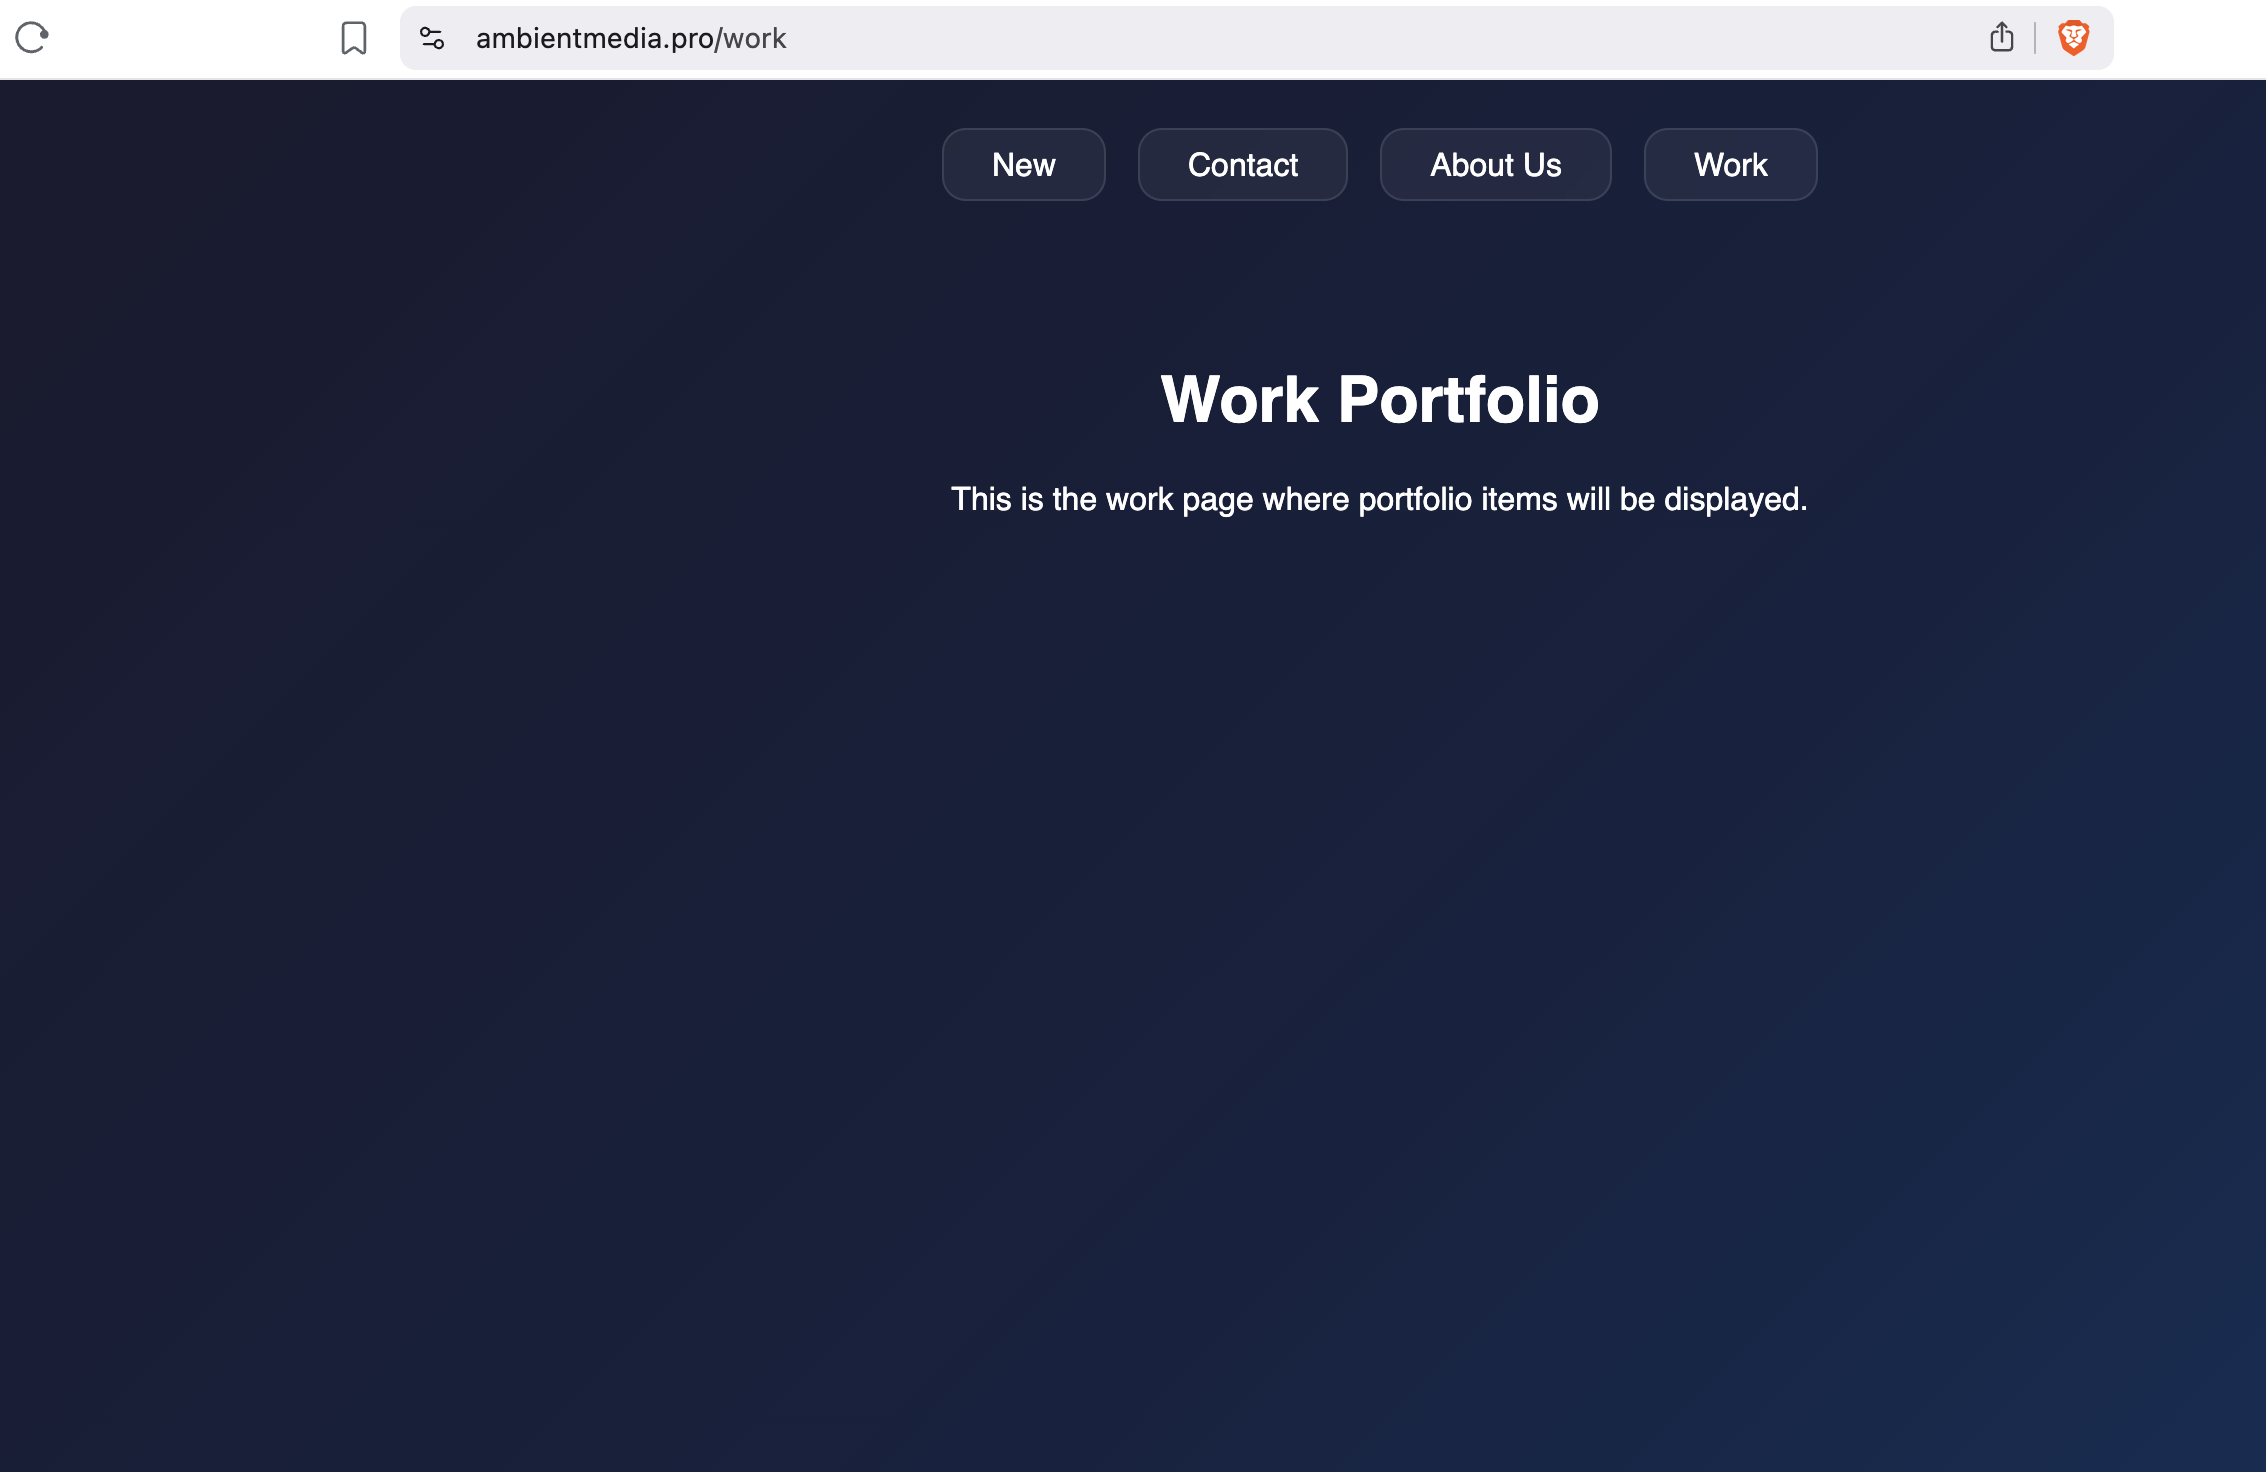 ambientmedia.pro/work
New
Contact
About Us
Work
Work Portfolio
This is the work page where portfolio items will be displayed.